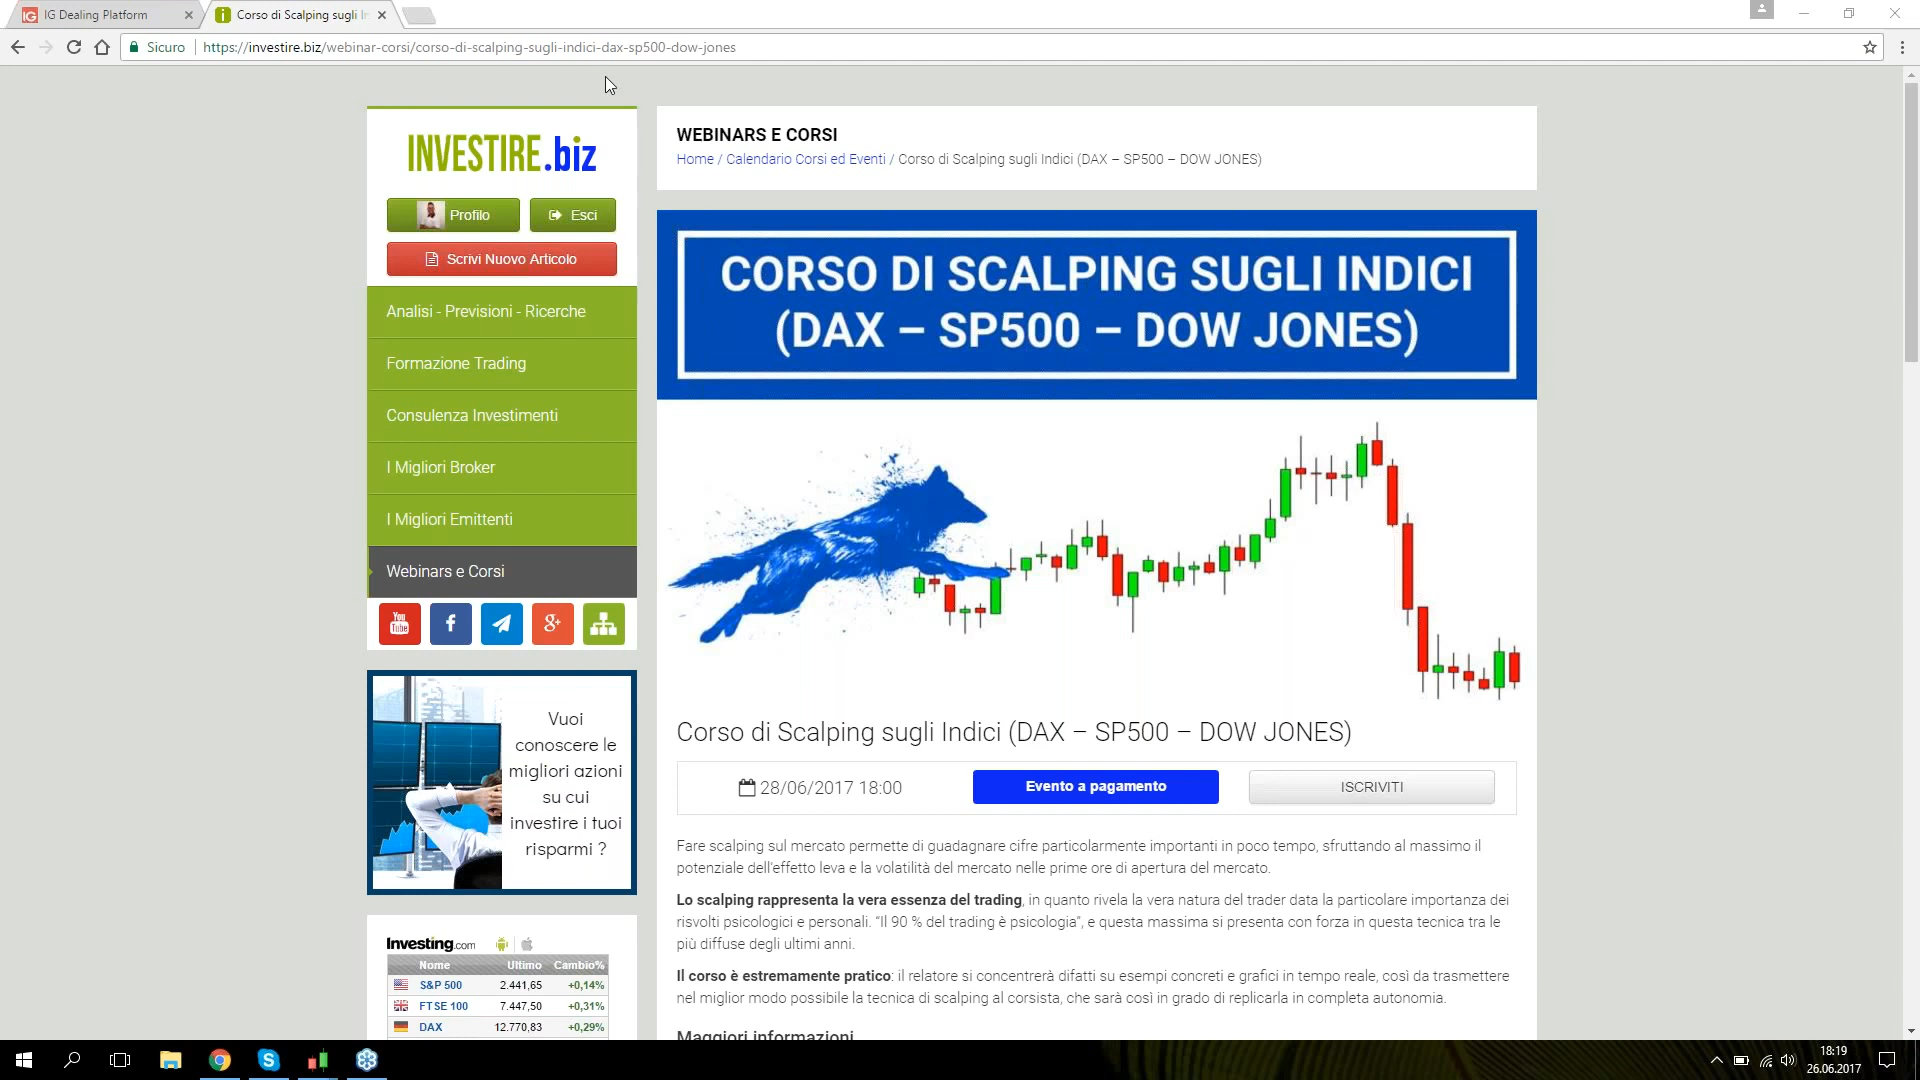 IG Dealing Platform
Corso di Scalping sugli In
Sicuro
https://investire.biz/webinar-corsi/corso-di-scalping-sugli-indici-dax-sp500-dow-jones
INVESTIRE.biz
Profilo
Esci
Scrivi Nuovo Articolo
Analisi - Previsioni - Ricerche
Formazione Trading
Consulenza Investimenti
I Migliori Broker
I Migliori Emittenti
Webinars e Corsi
You Tube
f
g+
Vuoi
conoscere le
migliori azioni
su cui
investire i tuoi
risparmi ?
Investing.com
Nome Ultimo Cambio%
S&P 500 2.441,65 +0,14%
FTSE 100 7.447,50 +0,31%
DAX 12.770,83 +0,29%
WEBINARS E CORSI
Home / Calendario Corsi ed Eventi / Corso di Scalping sugli Indici (DAX – SP500 – DOW JONES)
CORSO DI SCALPING SUGLI INDICI
(DAX – SP500 – DOW JONES)
Corso di Scalping sugli Indici (DAX – SP500 – DOW JONES)
28/06/2017 18:00
Evento a pagamento
ISCRIVITI
Fare scalping sul mercato permette di guadagnare cifre particolarmente importanti in poco tempo, sfruttando al massimo il
potenziale dell'effetto leva e la volatilità del mercato nelle prime ore di apertura del mercato.
Lo scalping rappresenta la vera essenza del trading, in quanto rivela la vera natura del trader data la particolare importanza dei
risvolti psicologici e personali. “Il 90 % del trading è psicologia”, e questa massima si presenta con forza in questa tecnica tra le
più diffuse degli ultimi anni.
Il corso è estremamente pratico: il relatore si concentrerà difatti su esempi concreti e grafici in tempo reale, così da trasmettere
nel miglior modo possibile la tecnica di scalping al corsista, che sarà così in grado di replicarla in completa autonomia.
Maggiori informazioni
18:19
26.06.2017